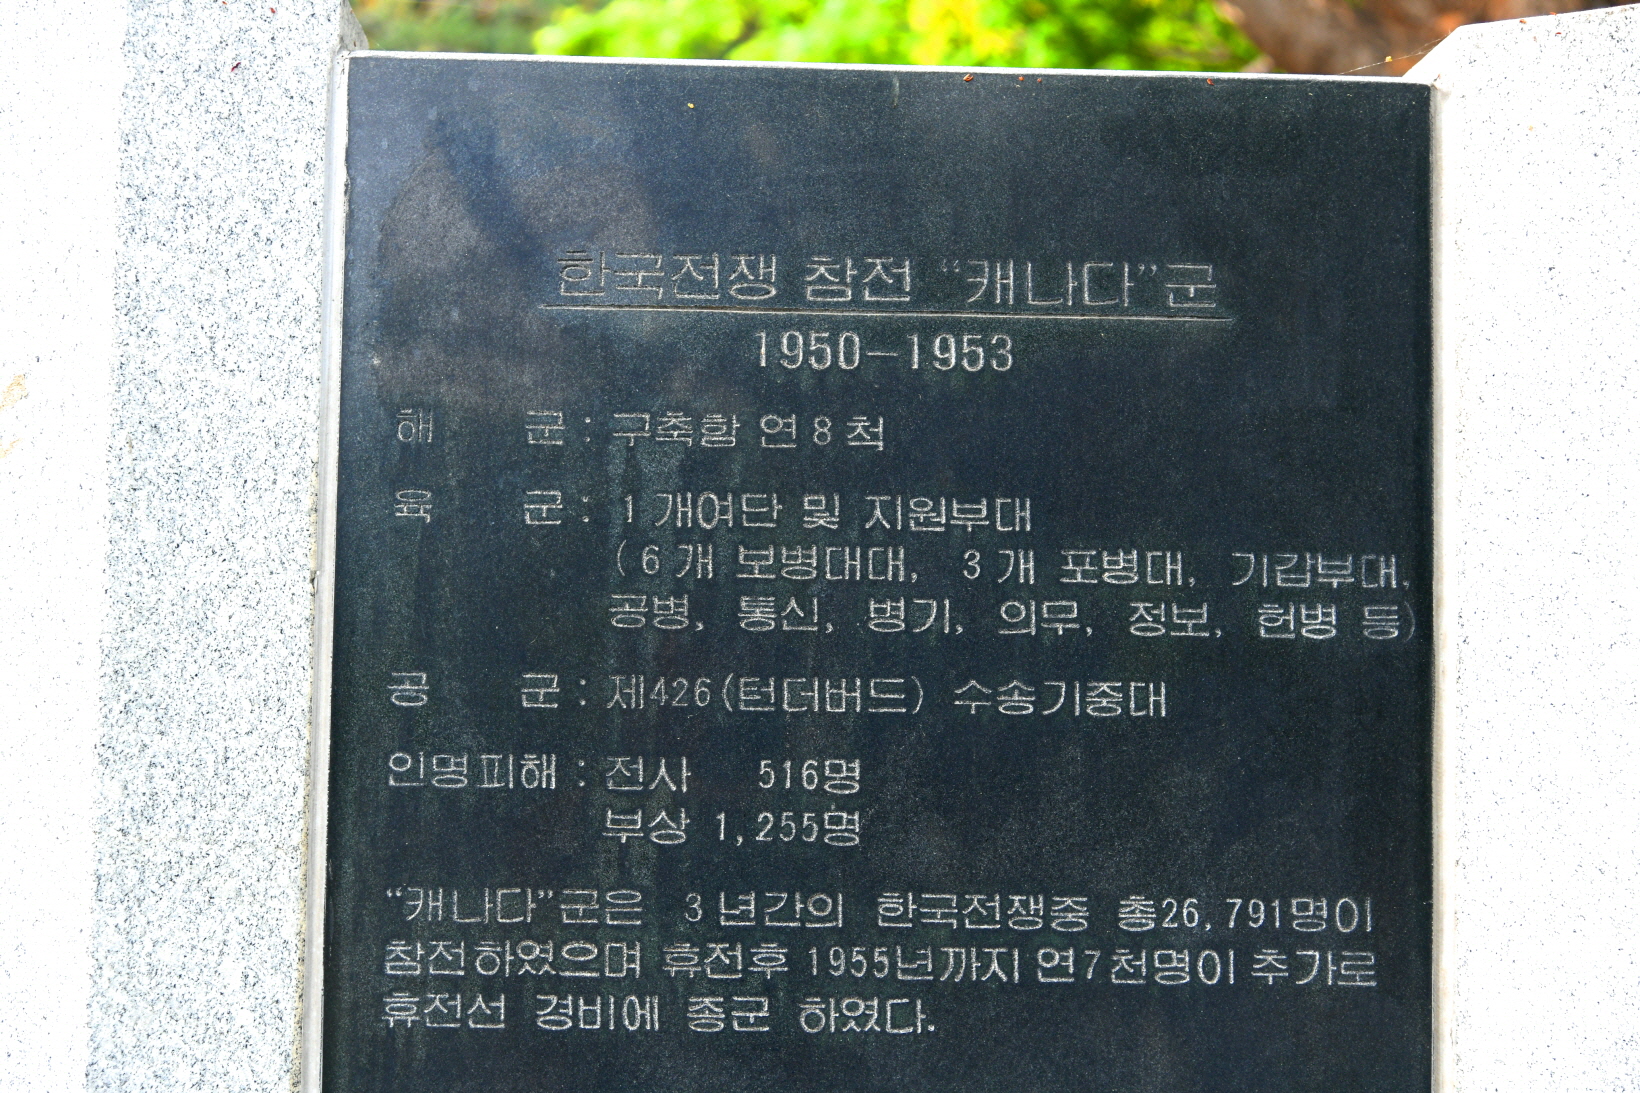 한국전쟁 참전 “캐나다”군
1950-1953
해 군 : 구축함 연 8 척
육 군 : 1 개여단 및 지원부대
( 6 개 보병대대, 3 개 포병대, 기갑부대,
공병, 통신, 병기, 의무, 정보, 헌병 등)
공 군 : 제426(턴더버드) 수송기중대
인명피해 : 전사 516명
부상 1,255명
“캐나다”군은 3 년간의 한국전쟁중 총26,791명이
참전하였으며 휴전후 1955년까지 연7천명이 추가로
휴전선 경비에 종군 하였다.